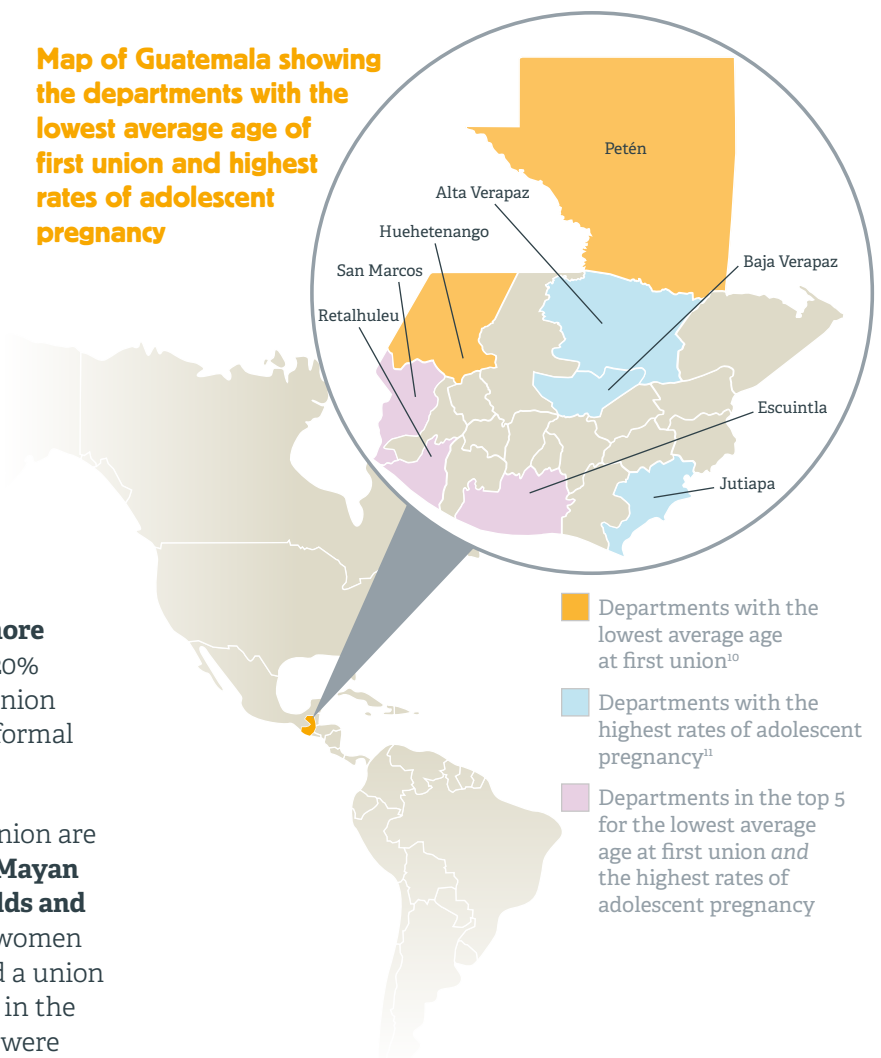 Map of Guatemala showing
the departments with the
lowest average age of
first union and highest
rates of adolescent
pregnancy
Petén
Alta Verapaz
Huehetenango
San Marcos
Retalhuleu
Baja Verapaz
Escuintla
Jutiapa
Departments with the
lowest average age
at first union¹⁰
Departments with the
highest rates of adolescent
pregnancy¹¹
Departments in the top 5
for the lowest average
age at first union and
the highest rates of
adolescent pregnancy
more
20%
union
formal
union are
Mayan
lds and
women
d a union
in the
were